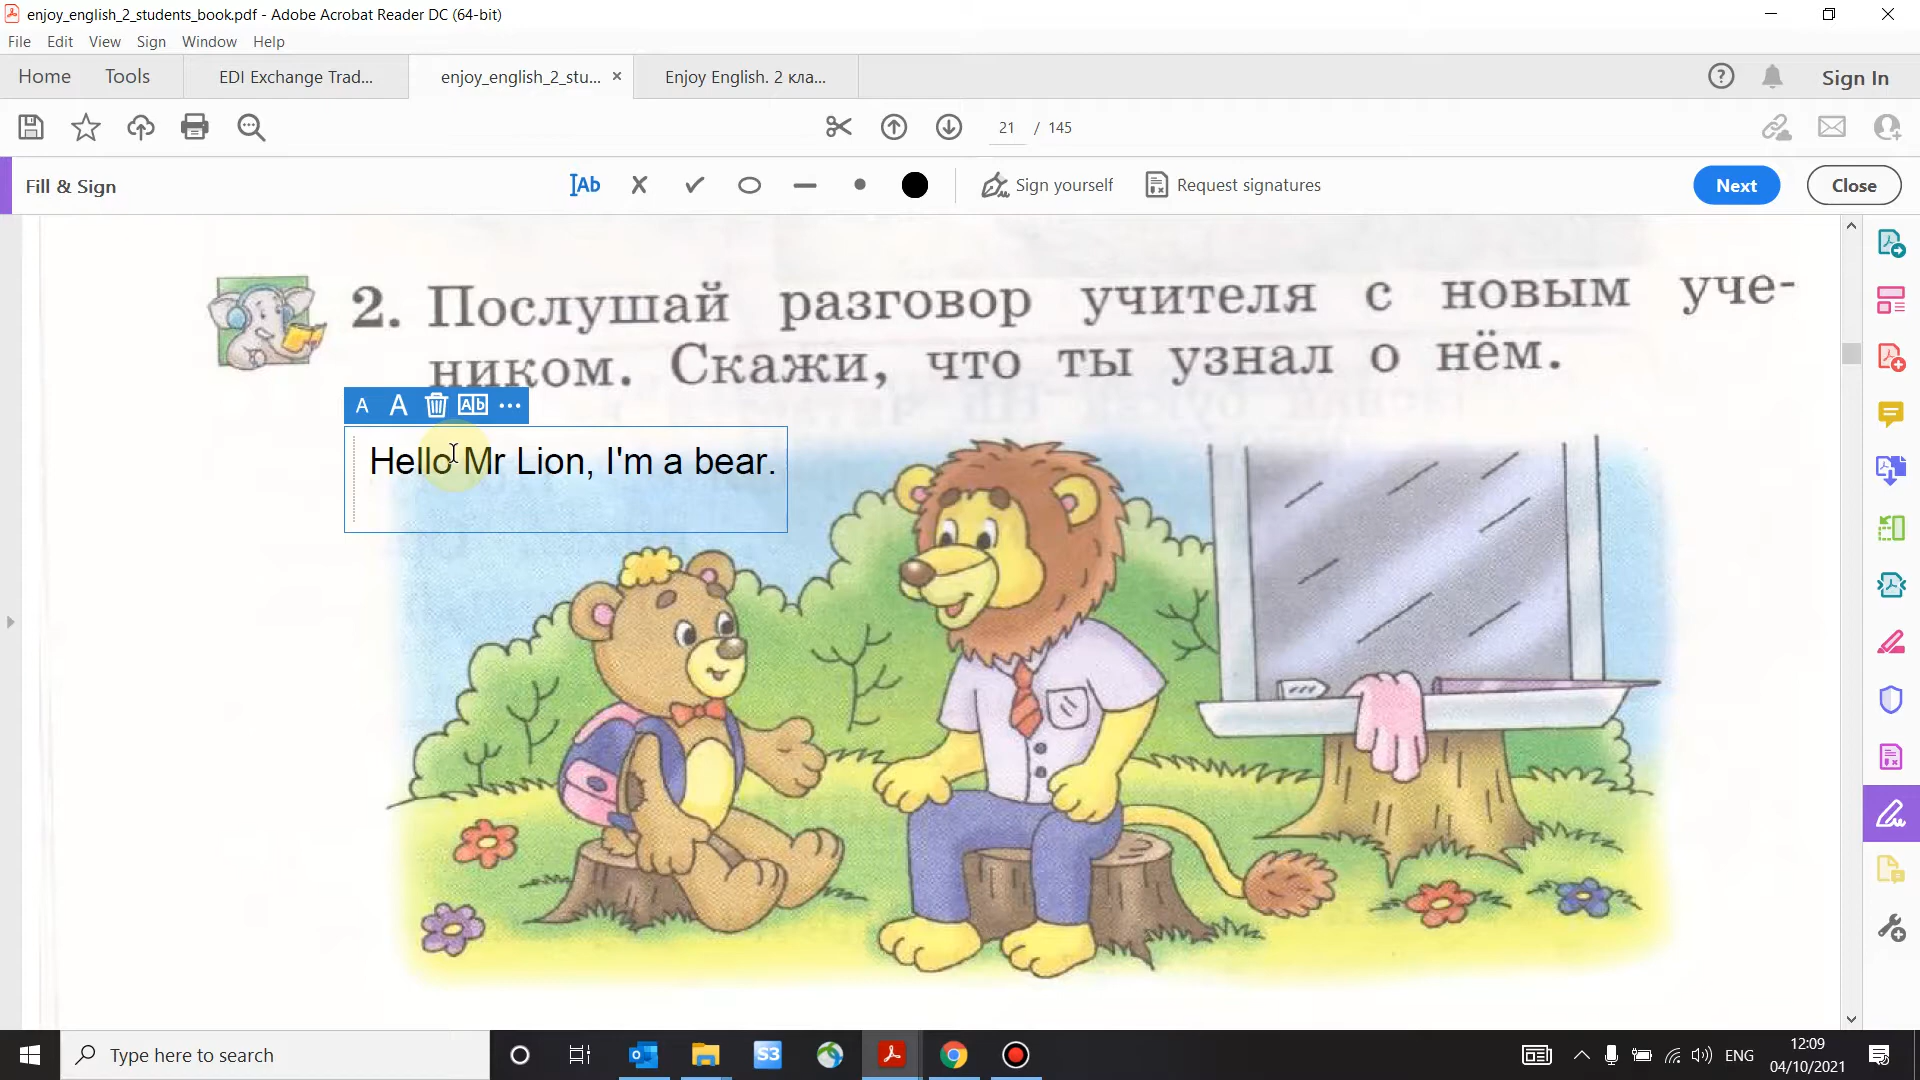 enjoy_english_2_students_book.pdf - Adobe Acrobat Reader DC (64-bit)
File Edit View Sign Window Help
Home Tools EDI Exchange Trad... enjoy_english_2_stu... × Enjoy English. 2 кла... Sign In
21 / 145
Fill & Sign Ab Sign yourself Request signatures Next Close
2. Послушай разговор учителя с новым уче-
ником. Скажи, что ты узнал о нём.
A A Ab ...
Hello Mr Lion, I'm a bear.
Type here to search S3 ENG 12:09
04/10/2021